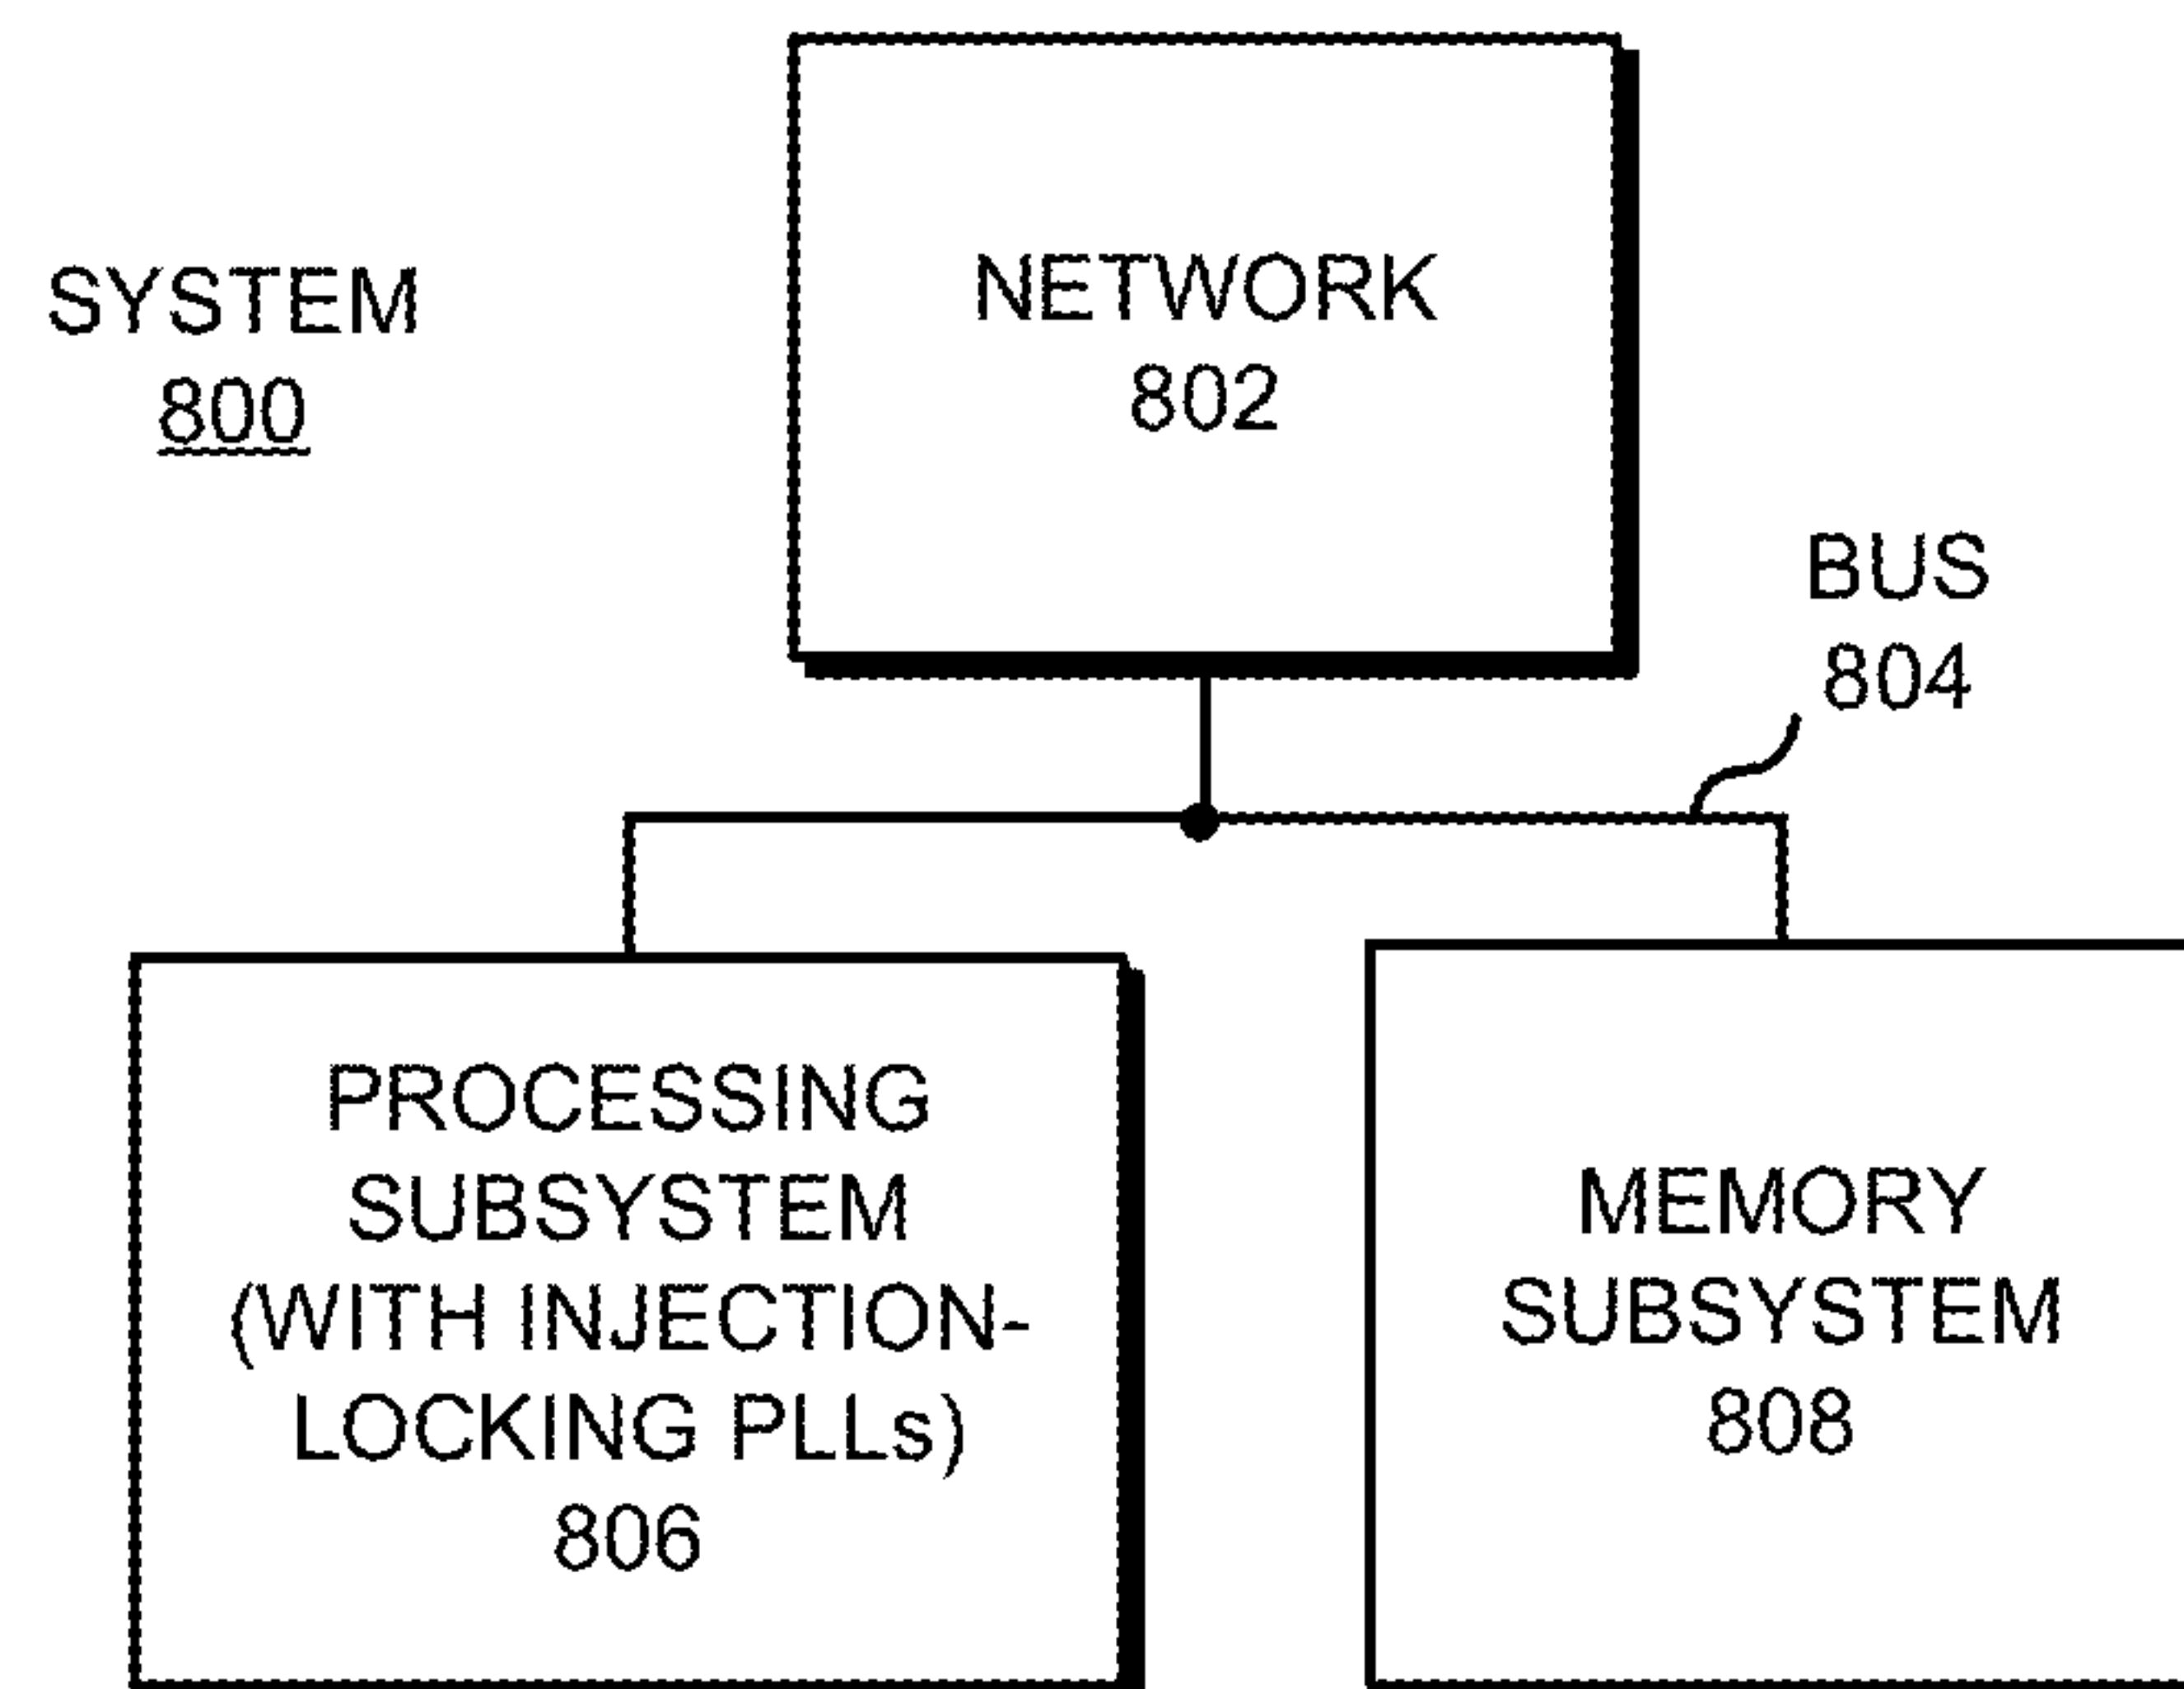 SYSTEM
800
NETWORK
802
BUS
804
PROCESSING
SUBSYSTEM
(WITH INJECTION-
LOCKING PLLs)
806
MEMORY
SUBSYSTEM
808